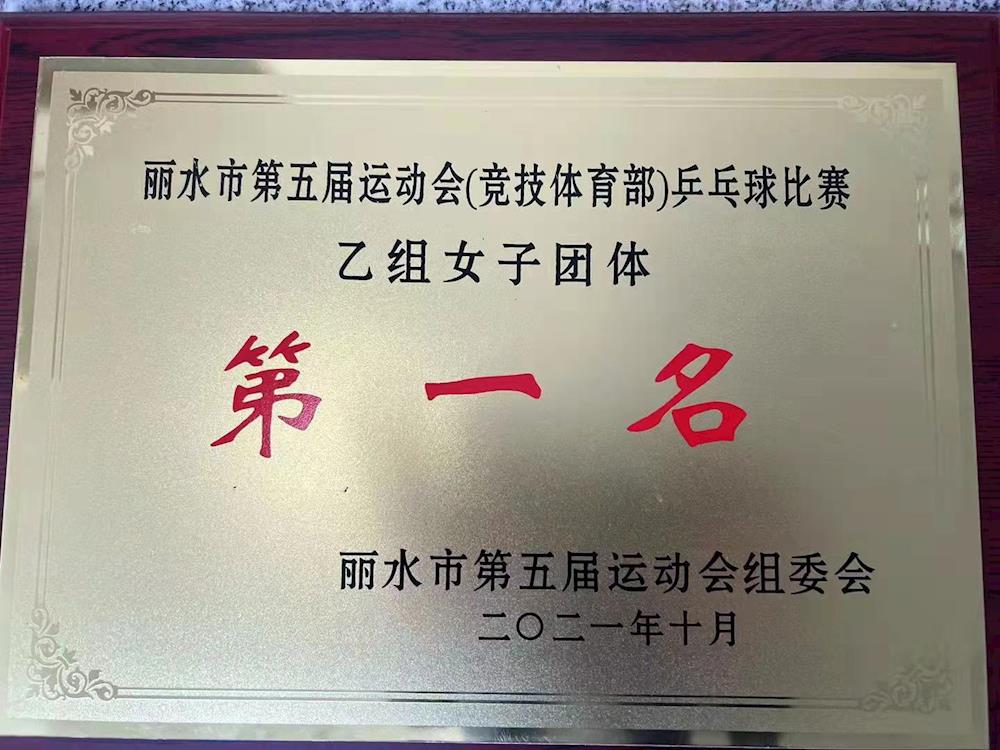 丽水市第五届运动会(竞技体育部)乒乓球比赛
乙组女子团体
第一名
丽水市第五届运动会组委会
二〇二一年十月